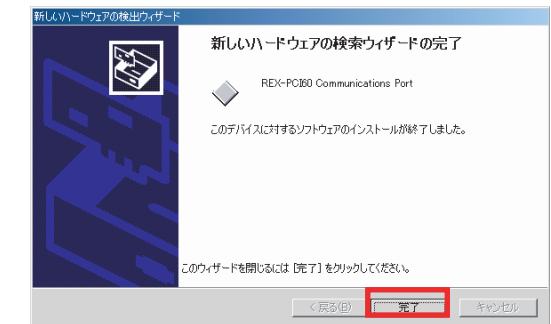 新しいハードウェアの検出ウィザード
新しいハードウェアの検索ウィザードの完了
REX-PCI60 Communications Port
このデバイスに対するソフトウェアのインストールが終了しました。
このウィザードを閉じるには [完了] をクリックしてください。
< 戻る(B)
完了
キャンセル